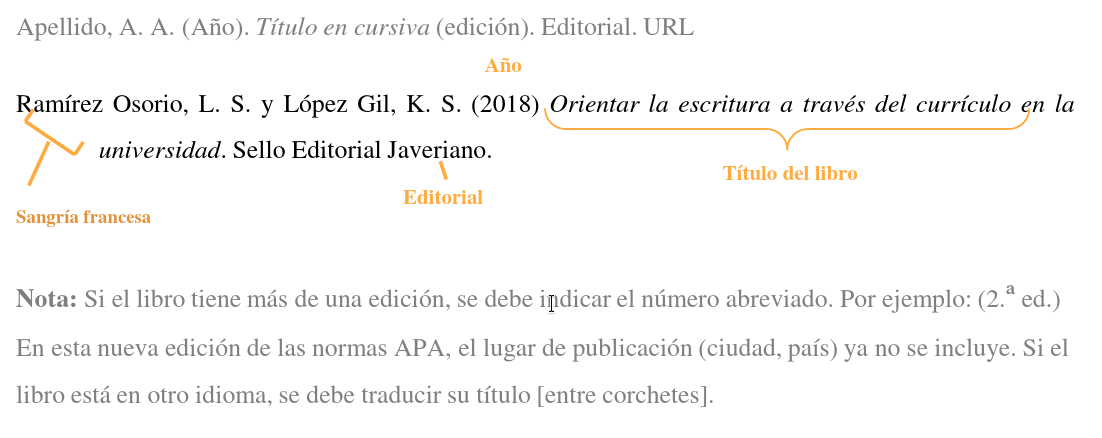 Apellido, A. A. (Año). Título en cursiva (edición). Editorial. URL
Año
Ramírez Osorio, L. S. y López Gil, K. S. (2018) Orientar la escritura a través del currículo en la
universidad. Sello Editorial Javeriano.
Título del libro
Editorial
Sangría francesa
Nota: Si el libro tiene más de una edición, se debe indicar el número abreviado. Por ejemplo: (2.ª ed.)
En esta nueva edición de las normas APA, el lugar de publicación (ciudad, país) ya no se incluye. Si el
libro está en otro idioma, se debe traducir su título [entre corchetes].